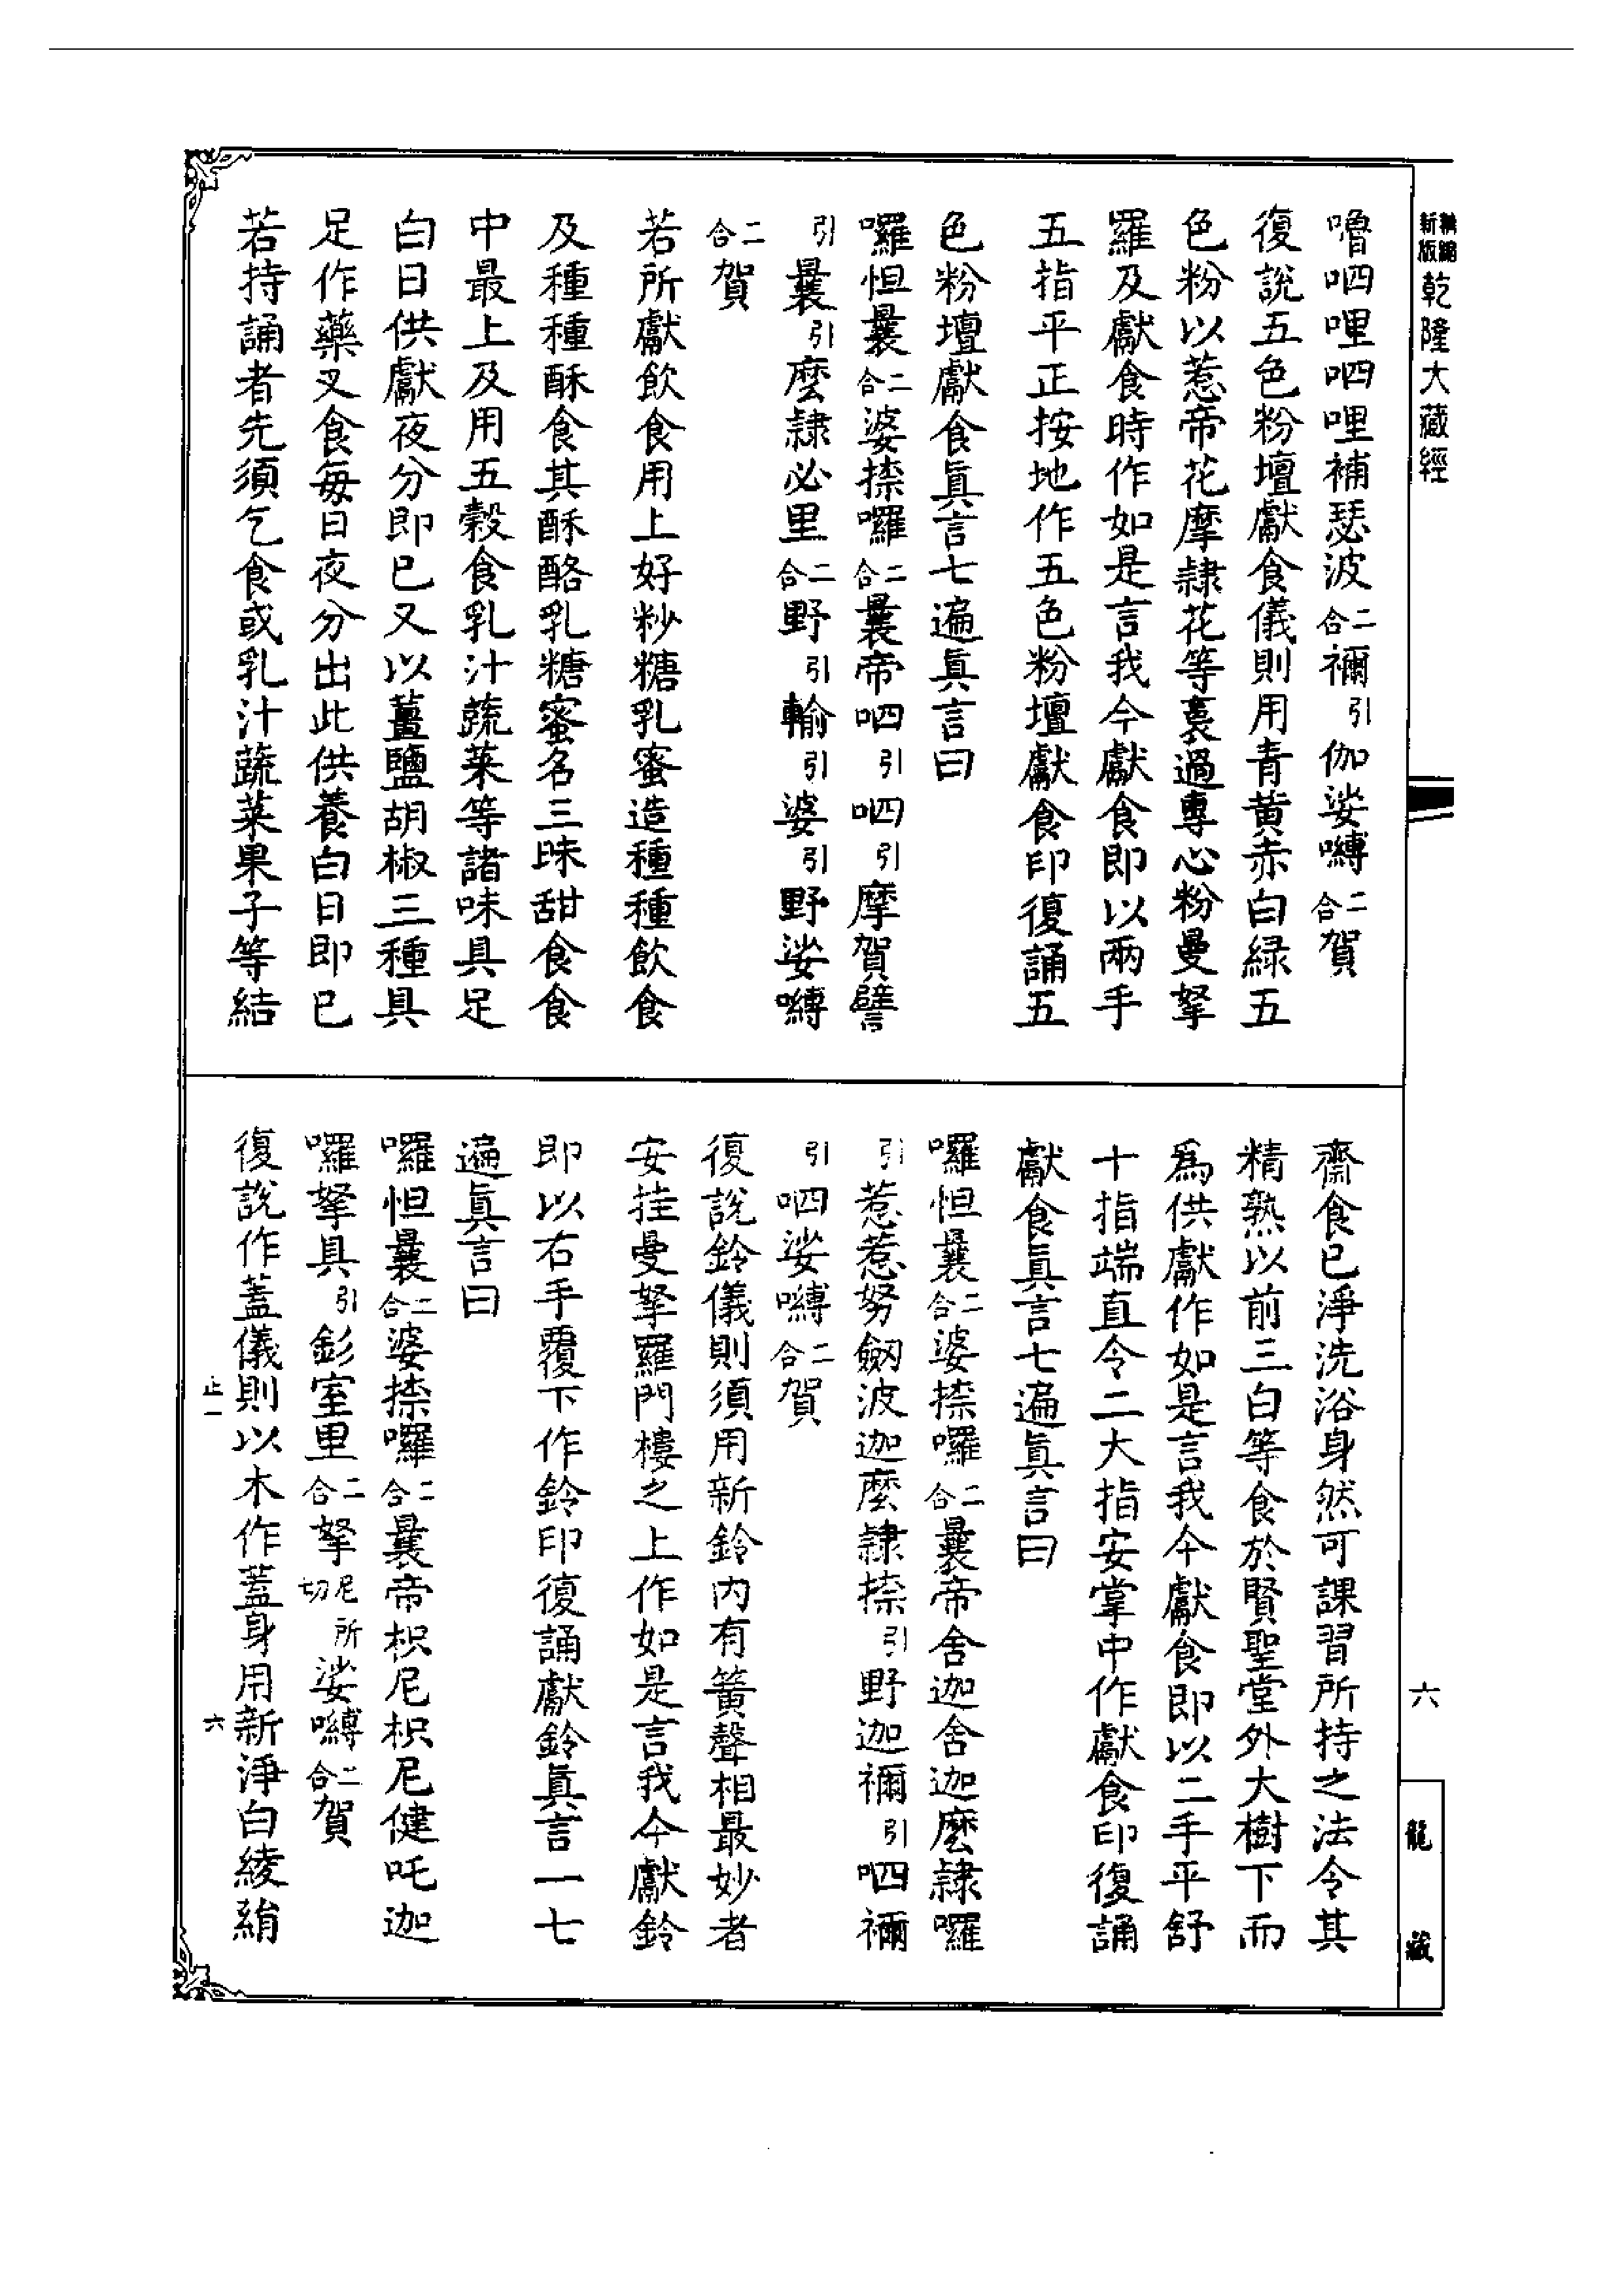 新版
精縮
乾隆大藏經
六
龍藏
嚕呬哩呬哩補瑟波二合禰引伽娑嚩二合賀
復說五色粉壇獻食儀則用青黃赤白緑五
色粉以惹帝花摩隷花等裛過專心粉曼拏
羅及獻食時作如是言我今獻食即以兩手
五指平正按地作五色粉壇獻食印復誦五
色粉壇獻食眞言七遍眞言曰
囉怛曩二合婆捺囉二合曩帝呬引呬引摩賀譬
引曩引麽隷必里二合野引輸引婆引野娑嚩
二合賀
若所獻飲食用上好粆糖乳蜜造種種飲食
及種種酥食其酥酪乳糖蜜名三昧甜食食
中最上及用五穀食乳汁蔬菜等諸味具足
白日供獻夜分即已又以薑鹽胡椒三種具
足作藥叉食每日夜分出此供養白日即已
若持誦者先須乞食或乳汁蔬菜果子等結
齋食已淨洗浴身然可課習所持之法令其
精熟以前三白等食於賢聖堂外大樹下而
爲供獻作如是言我今獻食即以二手平舒
十指端直令二大指安掌中作獻食印復誦
獻食眞言七遍眞言曰
囉怛曩二合婆捺囉二合曩帝舍迦舍迦麽隷囉
引惹惹努劒波迦麽隷捺引野迦禰引呬禰
引呬娑嚩二合賀
復說鈴儀則須用新鈴内有簧聲相最妙者
安挂曼拏羅門樓之上作如是言我今獻鈴
即以右手覆下作鈴印復誦獻鈴眞言一七
遍眞言曰
囉怛曩二合婆捺囉二合曩帝枳尼枳尼健吒迦
囉拏具引釤室里二合拏尼所切娑嚩二合賀
復說作蓋儀則以木作蓋身用新淨白綾絹
正一
六